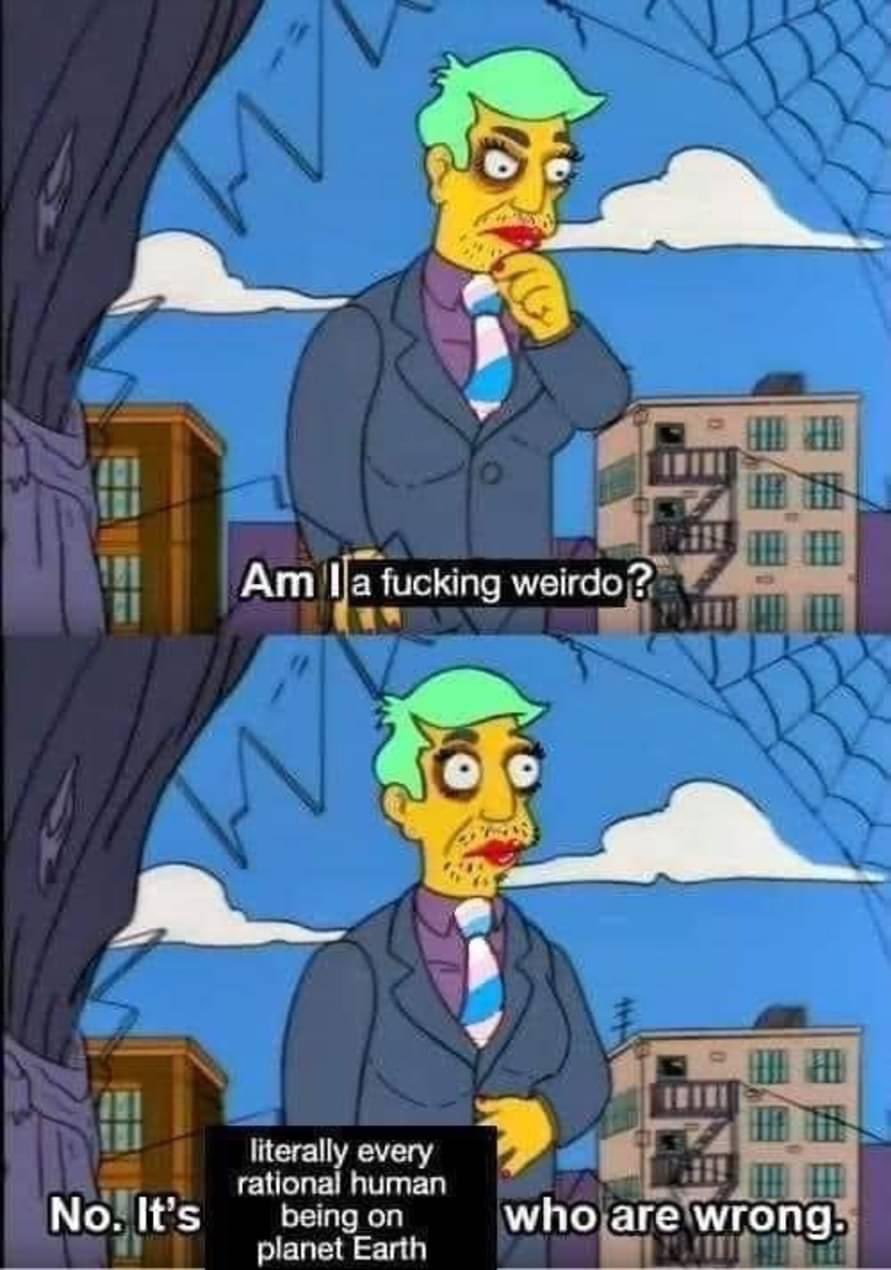 Am I a fucking weirdo?
literally every
rational human
No. It's being on who are wrong.
planet Earth